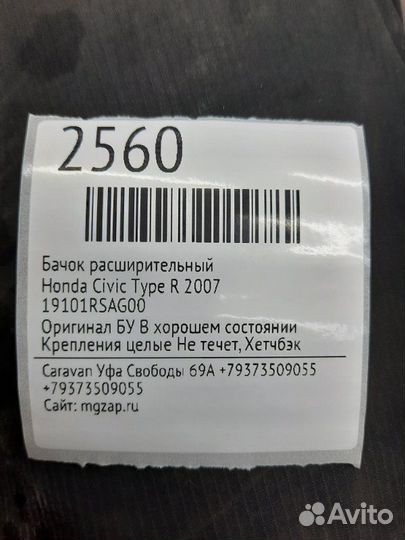 2560
Бачок расширительный
Honda Civic Type R 2007
19101RSAG00
Оригинал БУ В хорошем состоянии
Крепления целые Не течет, Хетчбэк
Caravan Уфа Свободы 69А +79373509055
+79373509055
Сайт: mgzap.ru
Avito